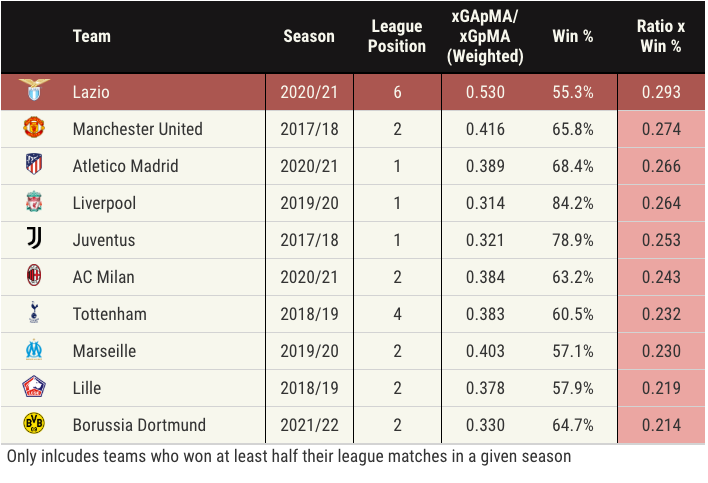 Team Season League Position xGApMA/ xGpMA (Weighted) Win % Ratio x Win %
Lazio 2020/21 6 0.530 55.3% 0.293
Manchester United 2017/18 2 0.416 65.8% 0.274
Atletico Madrid 2020/21 1 0.389 68.4% 0.266
Liverpool 2019/20 1 0.314 84.2% 0.264
Juventus 2017/18 1 0.321 78.9% 0.253
AC Milan 2020/21 2 0.384 63.2% 0.243
Tottenham 2018/19 4 0.383 60.5% 0.232
Marseille 2019/20 2 0.403 57.1% 0.230
Lille 2018/19 2 0.378 57.9% 0.219
BVB 09 Borussia Dortmund 2021/22 2 0.330 64.7% 0.214
Only inlcudes teams who won at least half their league matches in a given season